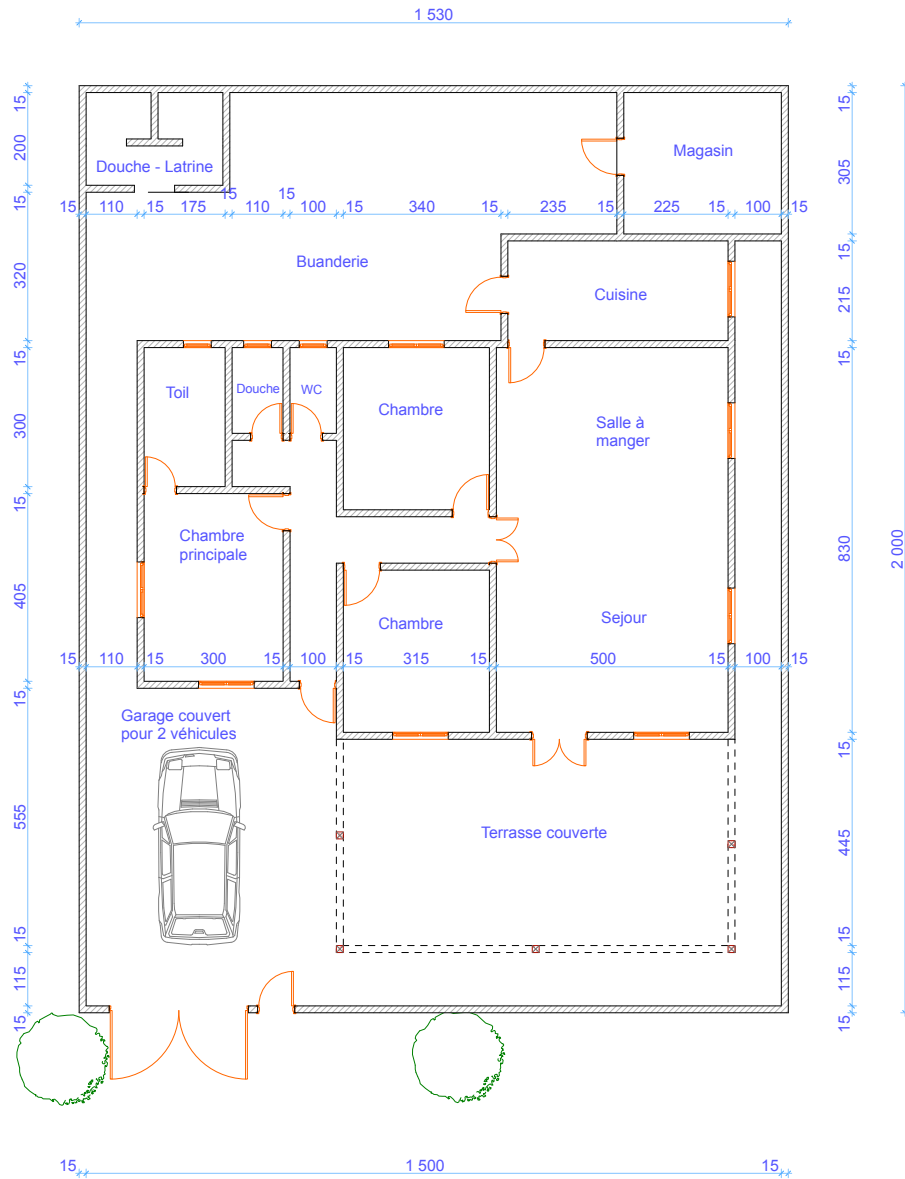 1 530
15
200
15
320
15
300
15
405
15
555
15
115
15
15
305
15
215
15
830
15
445
15
115
15
2 000
Magasin
Douche - Latrine
15 110 15 175 15 110 15 100 15 340 15 235 15 225 15 100 15
Buanderie
Cuisine
Toil
Douche
WC
Chambre
Salle à
manger
Chambre
principale
Chambre
Sejour
15 110 15 300 15 100 15 315 15 500 15 100 15
Garage couvert
pour 2 véhicules
Terrasse couverte
15 1 500 15